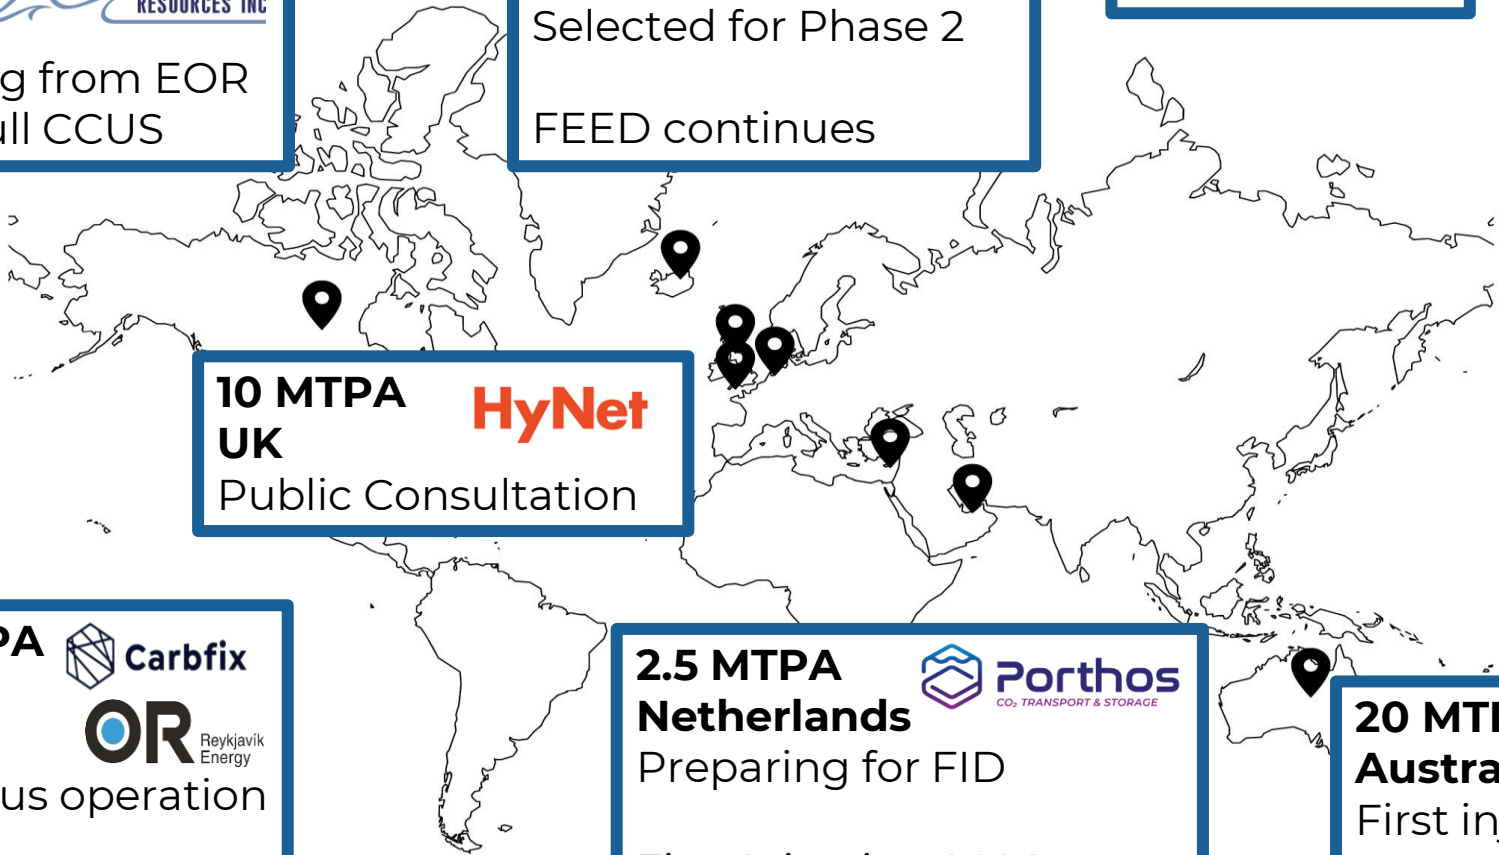 RESOURCES INC
g from EOR
ull CCUS
Selected for Phase 2
FEED continues
10 MTPA
HyNet
UK
Public Consultation
PA
Carbfix
OR
Reykjavík
Energy
us operation
2.5 MTPA
Porthos
CO₂ TRANSPORT & STORAGE
Netherlands
Preparing for FID
20 MT
Austra
First in